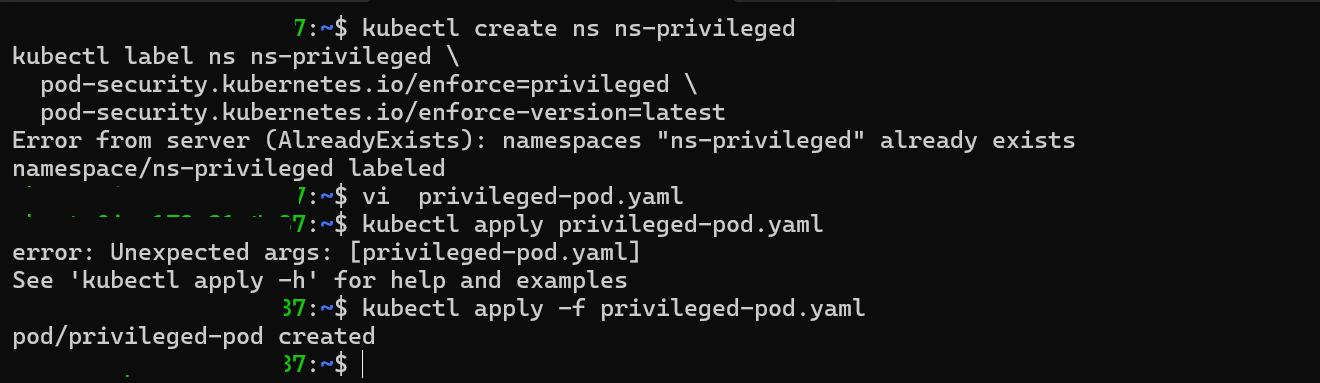 7:~$ kubectl create ns ns-privileged
kubectl label ns ns-privileged \
  pod-security.kubernetes.io/enforce=privileged \
  pod-security.kubernetes.io/enforce-version=latest
Error from server (AlreadyExists): namespaces "ns-privileged" already exists
namespace/ns-privileged labeled
7:~$ vi  privileged-pod.yaml
37:~$ kubectl apply privileged-pod.yaml
error: Unexpected args: [privileged-pod.yaml]
See 'kubectl apply -h' for help and examples
37:~$ kubectl apply -f privileged-pod.yaml
pod/privileged-pod created
37:~$